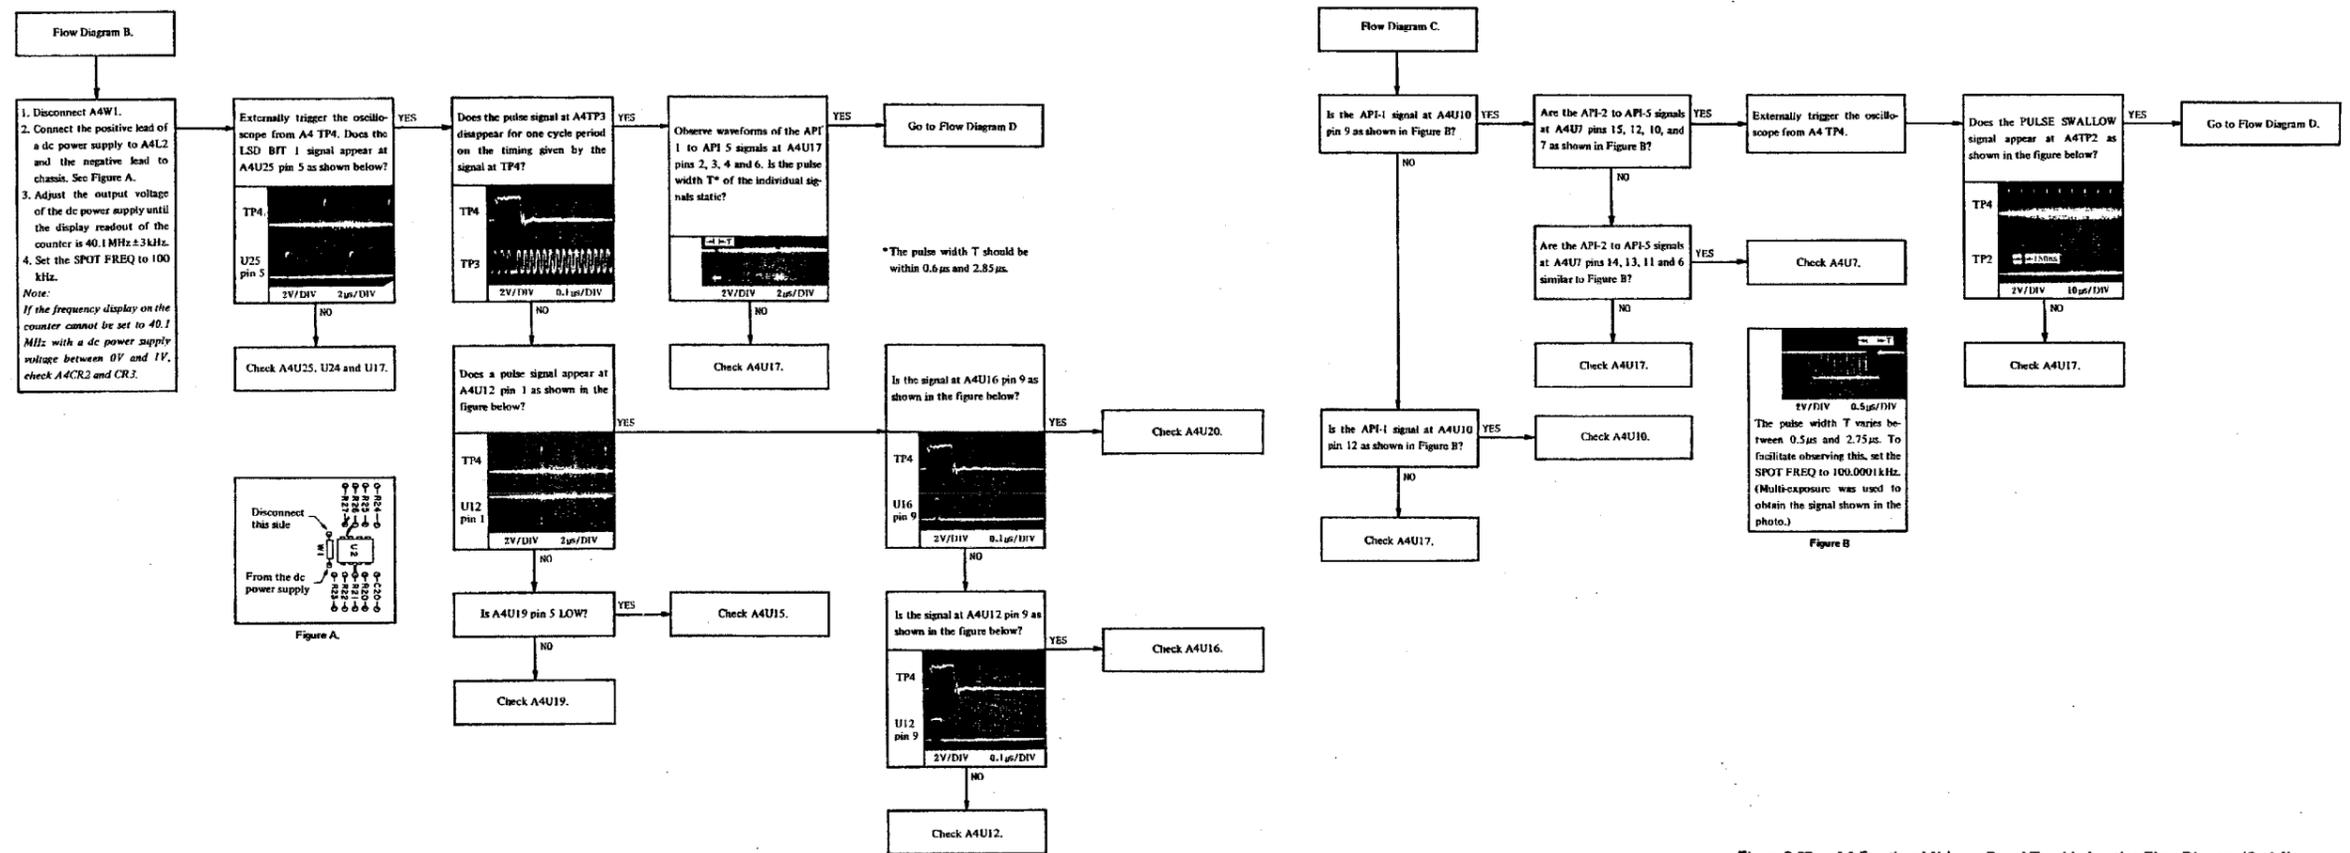 Flow Diagram B.
1. Disconnect A4W1.
2. Connect the positive lead of
a dc power supply to A4L2
and the negative lead to
chassis. See Figure A.
3. Adjust the output voltage
of the dc power supply until
the display readout of the
counter is 40.1 MHz±3kHz.
4. Set the SPOT FREQ to 100
kHz.
Note:
If the frequency display on the
counter cannot be set to 40.1
MHz with a dc power supply
voltage between 0V and 1V,
check A4CR2 and CR3.
Externally trigger the oscillo-
scope from A4 TP4. Does the
LSD BIT 1 signal appear at
A4U25 pin 5 as shown below?
TP4.
U25
pin 5
2V/DIV 2µs/DIV
YES
NO
Check A4U25, U24 and U17.
Disconnect
this side
From the dc
power supply
R27
R26
R25
R24
W1
U2
R23
R22
R21
R20
C20
Figure A.
Does the pulse signal at A4TP3
disappear for one cycle period
on the timing given by the
signal at TP4?
TP4
TP3
2V/DIV 0.1µs/DIV
YES
NO
Does a pulse signal appear at
A4U12 pin 1 as shown in the
figure below?
TP4
U12
pin 1
2V/DIV 2µs/DIV
YES
NO
Is A4U19 pin 5 LOW?
YES
Check A4U15.
NO
Check A4U19.
Observe waveforms of the API
1 to API 5 signals at A4U17
pins 2, 3, 4 and 6. Is the pulse
width T* of the individual sig-
nals static?
T
2V/DIV 2µs/DIV
YES
Go to Flow Diagram D
*The pulse width T should be
within 0.6µs and 2.85µs.
NO
Check A4U17.
Is the signal at A4U16 pin 9 as
shown in the figure below?
TP4
U16
pin 9
2V/DIV 0.1µs/DIV
YES
Check A4U20.
NO
Is the signal at A4U12 pin 9 as
shown in the figure below?
TP4
U12
pin 9
2V/DIV 0.1µs/DIV
YES
Check A4U16.
NO
Check A4U12.
Flow Diagram C.
Is the API-1 signal at A4U10
pin 9 as shown in Figure B?
YES
NO
Are the API-2 to API-5 signals
at A4U7 pins 15, 12, 10, and
7 as shown in Figure B?
YES
NO
Are the API-2 to API-5 signals
at A4U7 pins 14, 13, 11 and 6
similar to Figure B?
YES
Check A4U7.
NO
Check A4U17.
Is the API-1 signal at A4U10
pin 12 as shown in Figure B?
YES
Check A4U10.
NO
Check A4U17.
Externally trigger the oscillo-
scope from A4 TP4.
T
2V/DIV 0.5µs/DIV
The pulse width T varies be-
tween 0.5µs and 2.75µs. To
facilitate observing this, set the
SPOT FREQ to 100.0001kHz.
(Multi-exposure was used to
obtain the signal shown in the
photo.)
Figure B
Does the PULSE SWALLOW
signal appear at A4TP2 as
shown in the figure below?
TP4
TP2
150ns
2V/DIV 10µs/DIV
YES
Go to Flow Diagram D.
NO
Check A4U17.